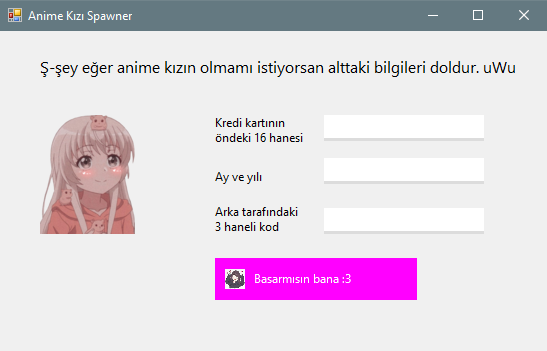 Anime Kızı Spawner
Ş-şey eğer anime kızın olmamı istiyorsan alttaki bilgileri doldur. uWu
Kredi kartının
öndeki 16 hanesi
Ay ve yılı
Arka tarafındaki
3 haneli kod
Basarmısın bana :3